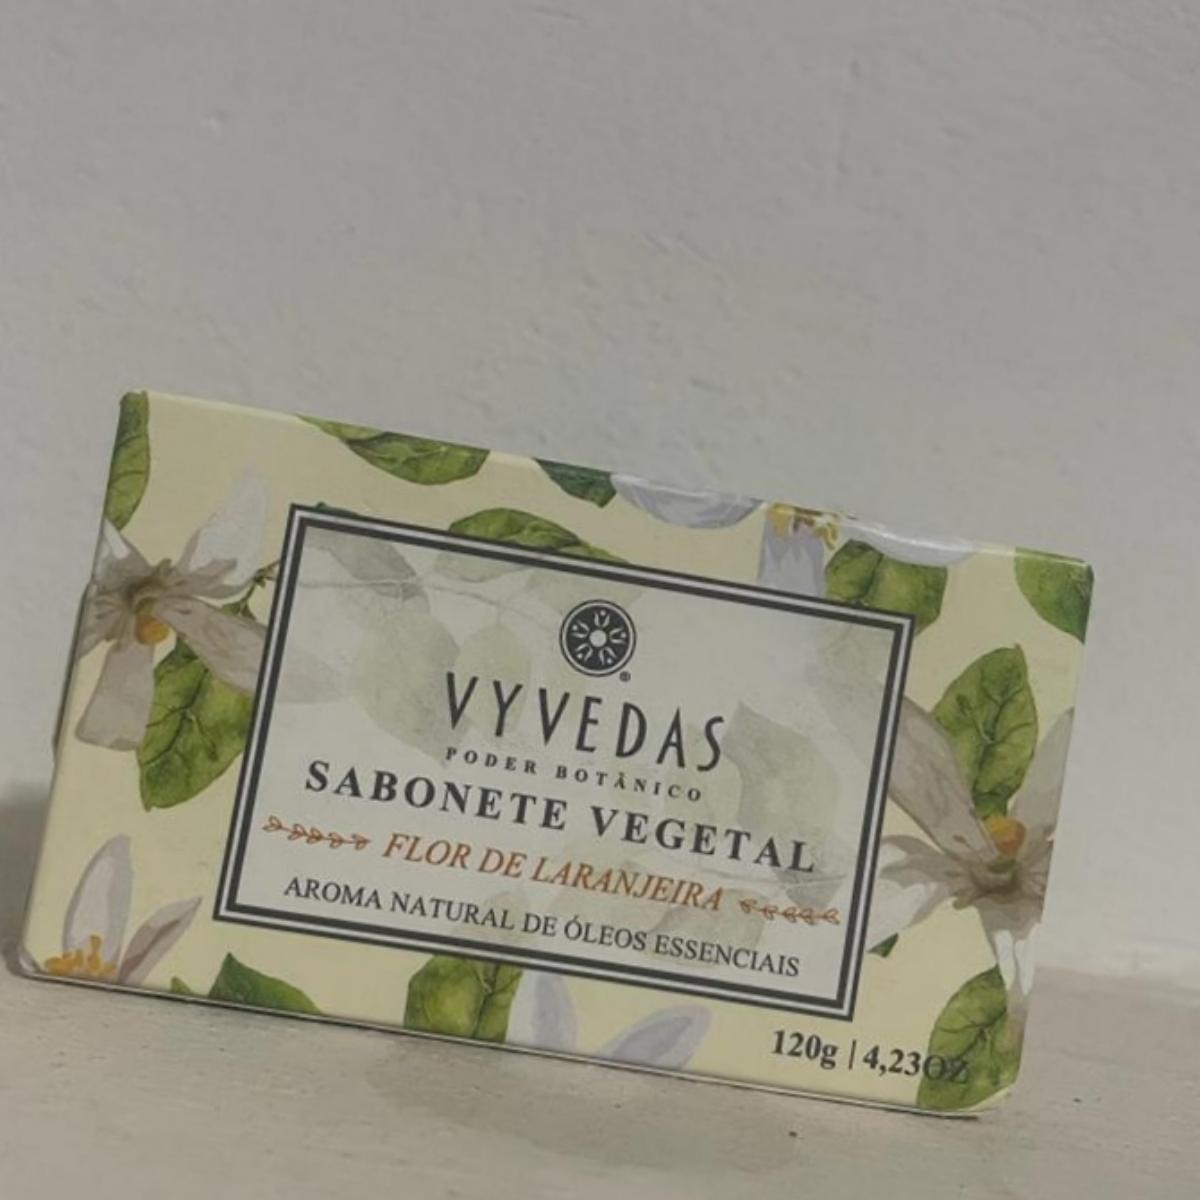 VYVEDAS
PODER BOTÂNICO
SABONETE VEGETAL
FLOR DE LARANJEIRA
AROMA NATURAL DE ÓLEOS ESSENCIAIS
120g | 4,23OZ